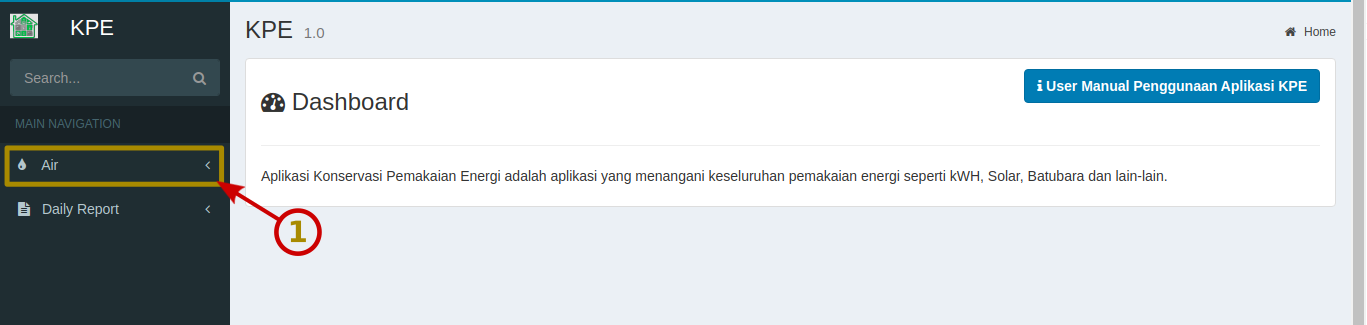 KPE
Search...
MAIN NAVIGATION
Air
Daily Report
1
KPE 1.0
Home
Dashboard
User Manual Penggunaan Aplikasi KPE
Aplikasi Konservasi Pemakaian Energi adalah aplikasi yang menangani keseluruhan pemakaian energi seperti kWH, Solar, Batubara dan lain-lain.